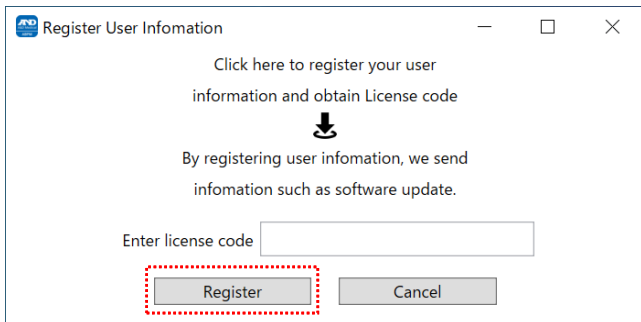 AND
Register User Infomation
Click here to register your user
information and obtain License code
By registering user infomation, we send
infomation such as software update.
Enter license code
Register
Cancel